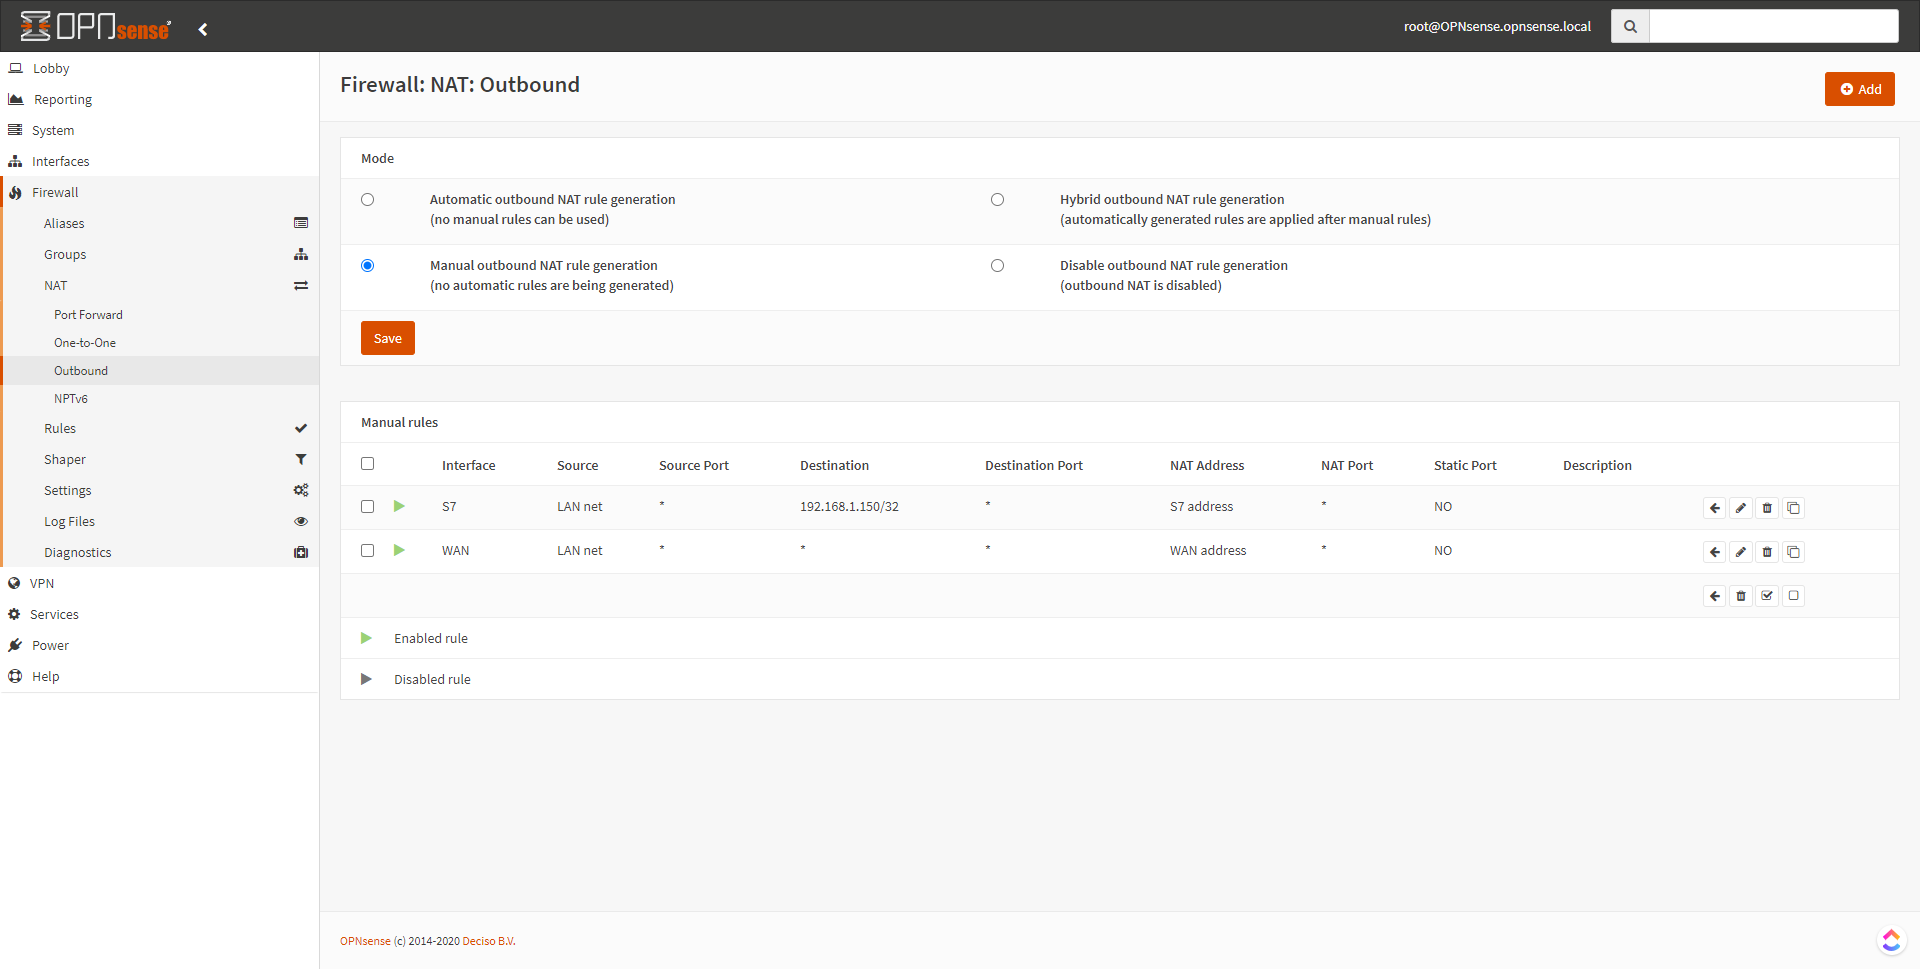 OPNsense
root@OPNsense.opnsense.local
Lobby
Reporting
System
Interfaces
Firewall
Aliases
Groups
NAT
Port Forward
One-to-One
Outbound
NPTv6
Rules
Shaper
Settings
Log Files
Diagnostics
VPN
Services
Power
Help
Firewall: NAT: Outbound
Add
Mode
Automatic outbound NAT rule generation
(no manual rules can be used)
Hybrid outbound NAT rule generation
(automatically generated rules are applied after manual rules)
Manual outbound NAT rule generation
(no automatic rules are being generated)
Disable outbound NAT rule generation
(outbound NAT is disabled)
Save
Manual rules
Interface Source Source Port Destination Destination Port NAT Address NAT Port Static Port Description
S7 LAN net * 192.168.1.150/32 * S7 address * NO
WAN LAN net * * * WAN address * NO
Enabled rule
Disabled rule
OPNsense (c) 2014-2020 Deciso B.V.